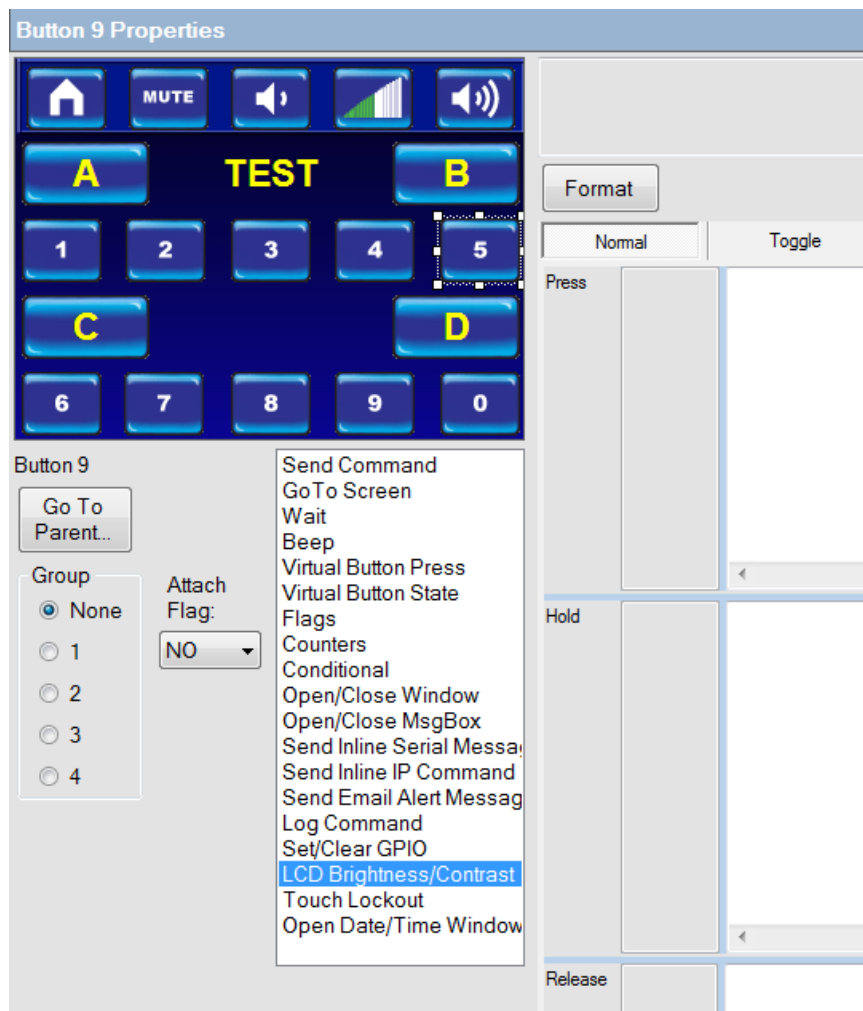 Button 9 Properties
MUTE
A TEST B
1 2 3 4 5
C D
6 7 8 9 0
Button 9
Go To
Parent...
Group
None
1
2
3
4
Attach
Flag:
NO
Send Command
GoTo Screen
Wait
Beep
Virtual Button Press
Virtual Button State
Flags
Counters
Conditional
Open/Close Window
Open/Close MsgBox
Send Inline Serial Messa
Send Inline IP Command
Send Email Alert Messag
Log Command
Set/Clear GPIO
LCD Brightness/Contrast
Touch Lockout
Open Date/Time Window
Format
Normal Toggle
Press
Hold
Release